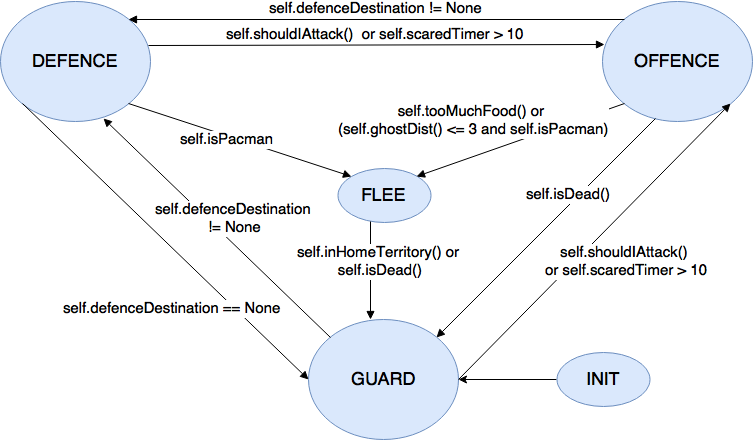 self.defenceDestination != None
self.shouldIAttack() or self.scaredTimer > 10
DEFENCE
OFFENCE
self.tooMuchFood() or
(self.ghostDist() <= 3 and self.isPacman)
self.isPacman
FLEE
self.isDead()
self.defenceDestination
!= None
self.inHomeTerritory() or
self.isDead()
self.shouldIAttack()
or self.scaredTimer > 10
self.defenceDestination == None
GUARD
INIT